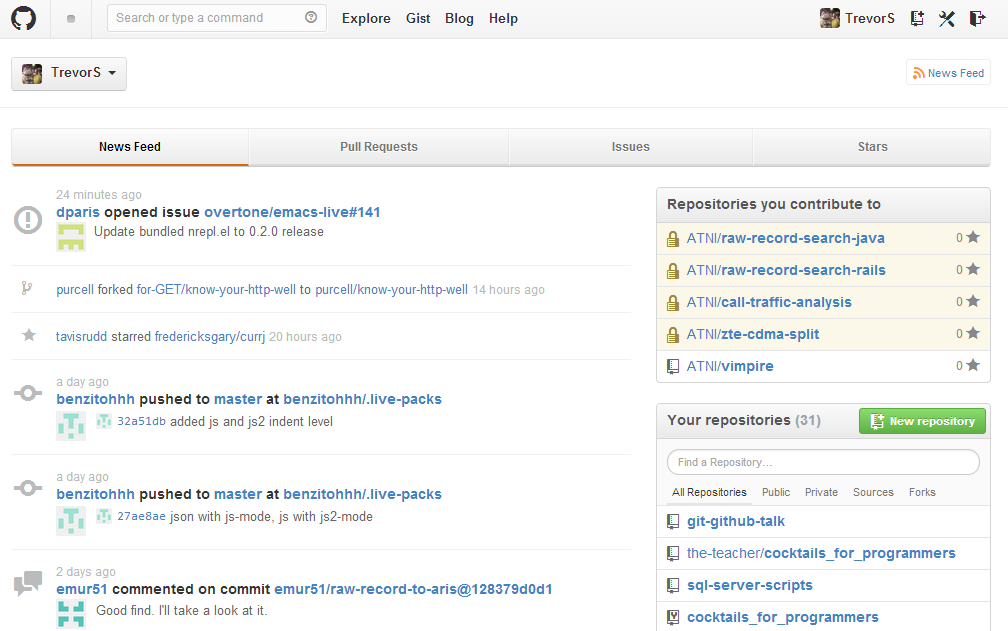 Search or type a command
Explore Gist Blog Help
TrevorS
TrevorS
News Feed
News Feed
Pull Requests
Issues
Stars
24 minutes ago
dparis opened issue overtone/emacs-live#141
Update bundled nrepl.el to 0.2.0 release
purcell forked for-GET/know-your-http-well to purcell/know-your-http-well 14 hours ago
tavisrudd starred fredericksgary/currj 20 hours ago
a day ago
benzitohhh pushed to master at benzitohhh/.live-packs
32a51db added js and js2 indent level
a day ago
benzitohhh pushed to master at benzitohhh/.live-packs
27ae8ae json with js-mode, js with js2-mode
2 days ago
emur51 commented on commit emur51/raw-record-to-aris@128379d0d1
Good find. I'll take a look at it.
Repositories you contribute to
ATNI/raw-record-search-java 0
ATNI/raw-record-search-rails 0
ATNI/call-traffic-analysis 0
ATNI/zte-cdma-split 0
ATNI/vimpire 0
Your repositories (31)
New repository
Find a Repository...
All Repositories Public Private Sources Forks
git-github-talk
the-teacher/cocktails_for_programmers
sql-server-scripts
cocktails_for_programmers